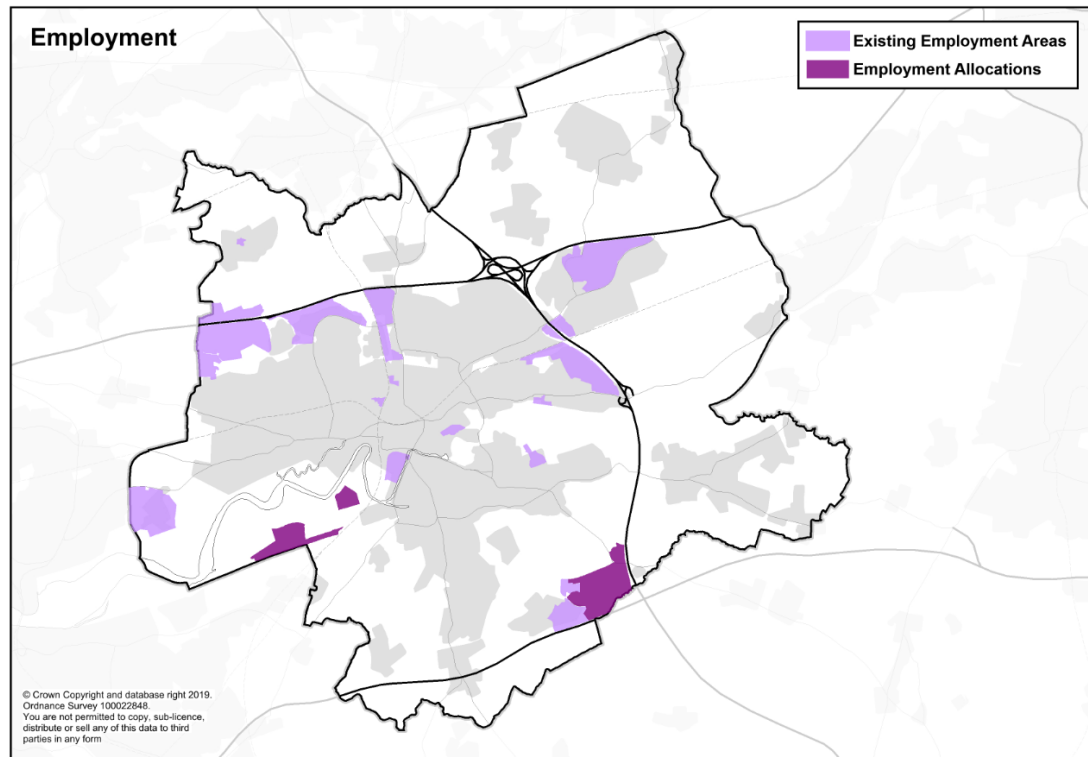 Employment
Existing Employment Areas
Employment Allocations
© Crown Copyright and database right 2019.
Ordnance Survey 100022848.
You are not permitted to copy, sub-licence,
distribute or sell any of this data to third
parties in any form